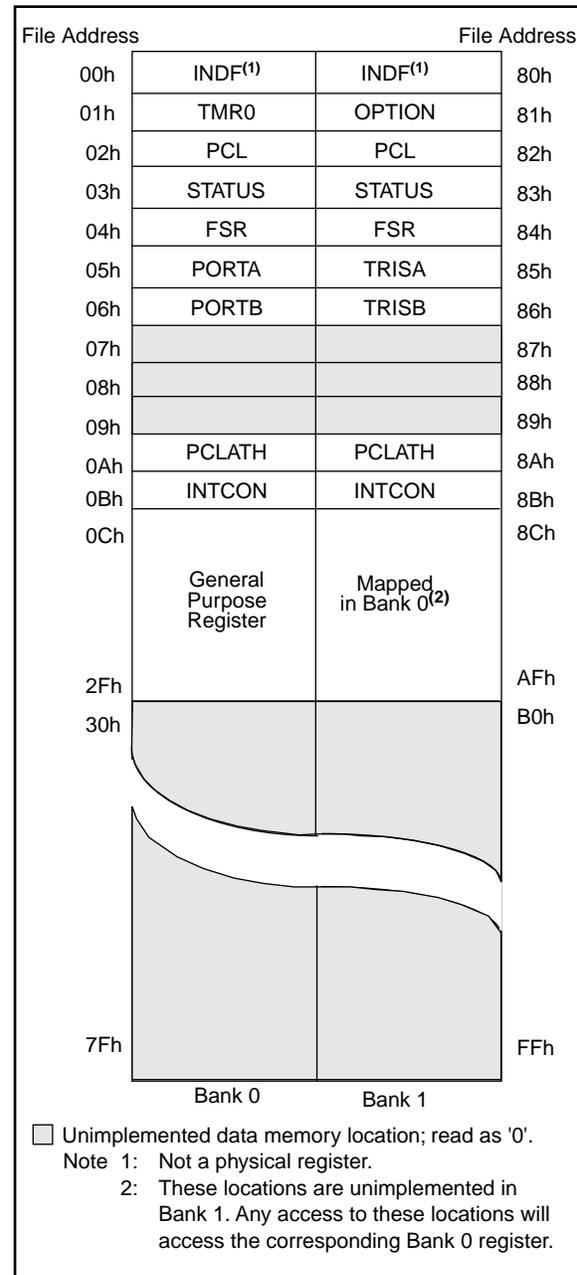 File Address File Address
00h INDF(1) INDF(1) 80h
01h TMR0 OPTION 81h
02h PCL PCL 82h
03h STATUS STATUS 83h
04h FSR FSR 84h
05h PORTA TRISA 85h
06h PORTB TRISB 86h
07h 87h
08h 88h
09h 89h
0Ah PCLATH PCLATH 8Ah
0Bh INTCON INTCON 8Bh
0Ch 8Ch
General Mapped
Purpose in Bank 0(2)
Register
2Fh AFh
30h B0h
7Fh FFh
Bank 0 Bank 1
Unimplemented data memory location; read as '0'.
Note 1: Not a physical register.
2: These locations are unimplemented in
Bank 1. Any access to these locations will
access the corresponding Bank 0 register.